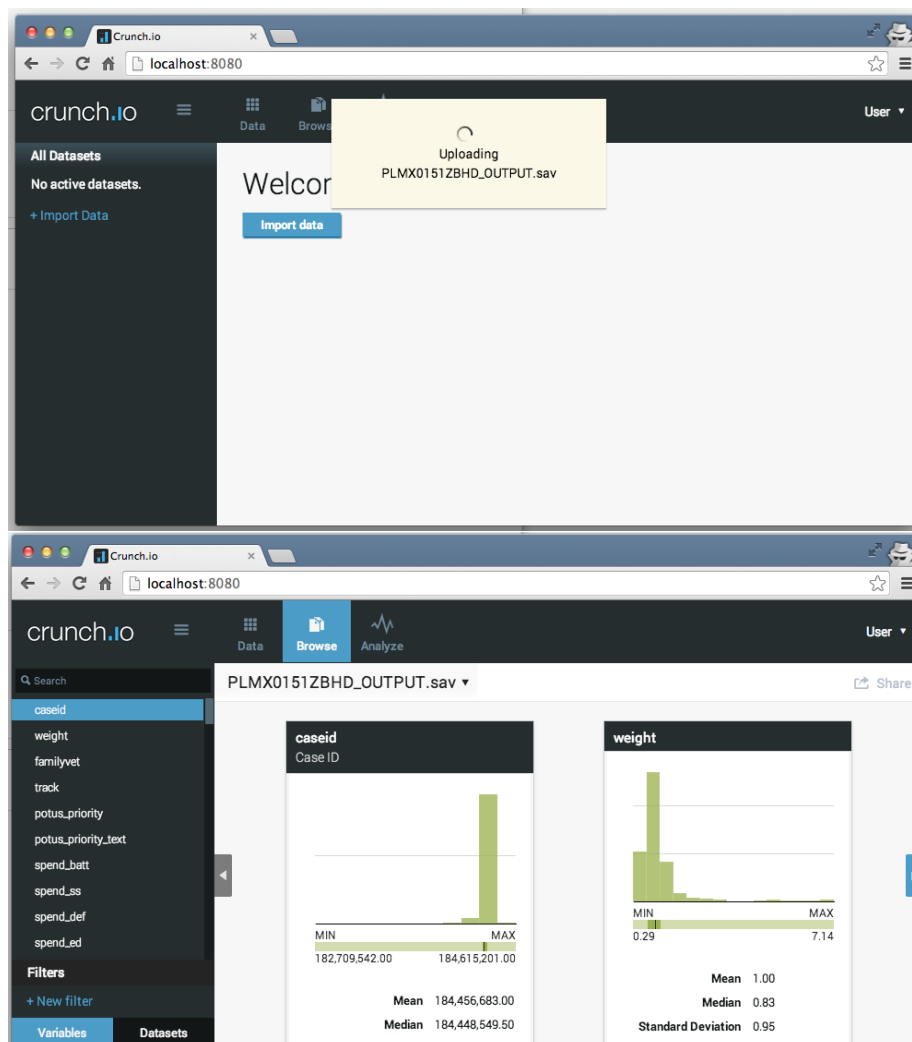 Crunch.io
localhost:8080
crunch.io
Data
Brows
User
All Datasets
No active datasets.
+ Import Data
Uploading
PLMX0151ZBHD_OUTPUT.sav
Welcor
Import data
Crunch.io
localhost:8080
crunch.io
Data
Browse
Analyze
User
Search
PLMX0151ZBHD_OUTPUT.sav
Share
caseid
weight
familyvet
track
potus_priority
potus_priority_text
spend_batt
spend_ss
spend_def
spend_ed
Filters
+ New filter
Variables Datasets
caseid
Case ID
MIN MAX
182,709,542.00 184,615,201.00
Mean 184,456,683.00
Median 184,448,549.50
weight
MIN MAX
0.29 7.14
Mean 1.00
Median 0.83
Standard Deviation 0.95